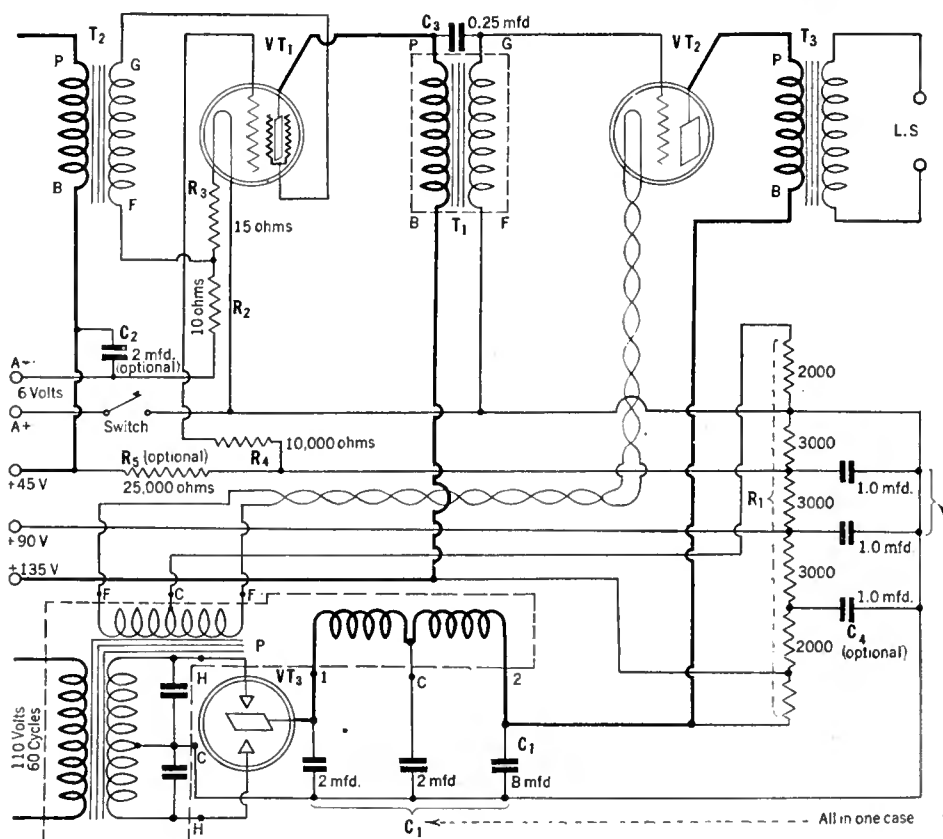 C3 0.25 mfd
T2
P
G
VT1
P
G
VT2
P
T3
L.S
B
F
R3
15 ohms
B
T1
F
B
10 ohms
R2
C2
2 mfd.
(optional)
A-
6 Volts
A+
Switch
2000
R4
10,000 ohms
3000
R5 (optional)
25,000 ohms
+45 V
1.0 mfd.
R1
3000
+90 V
1.0 mfd.
3000
+135 V
F
C
F
1.0 mfd.
C4
(optional)
2000
P
H
VT3
1
C
2
110 Volts
60 Cycles
C
H
2 mfd.
2 mfd
C1
8 mfd
C1
All in one case